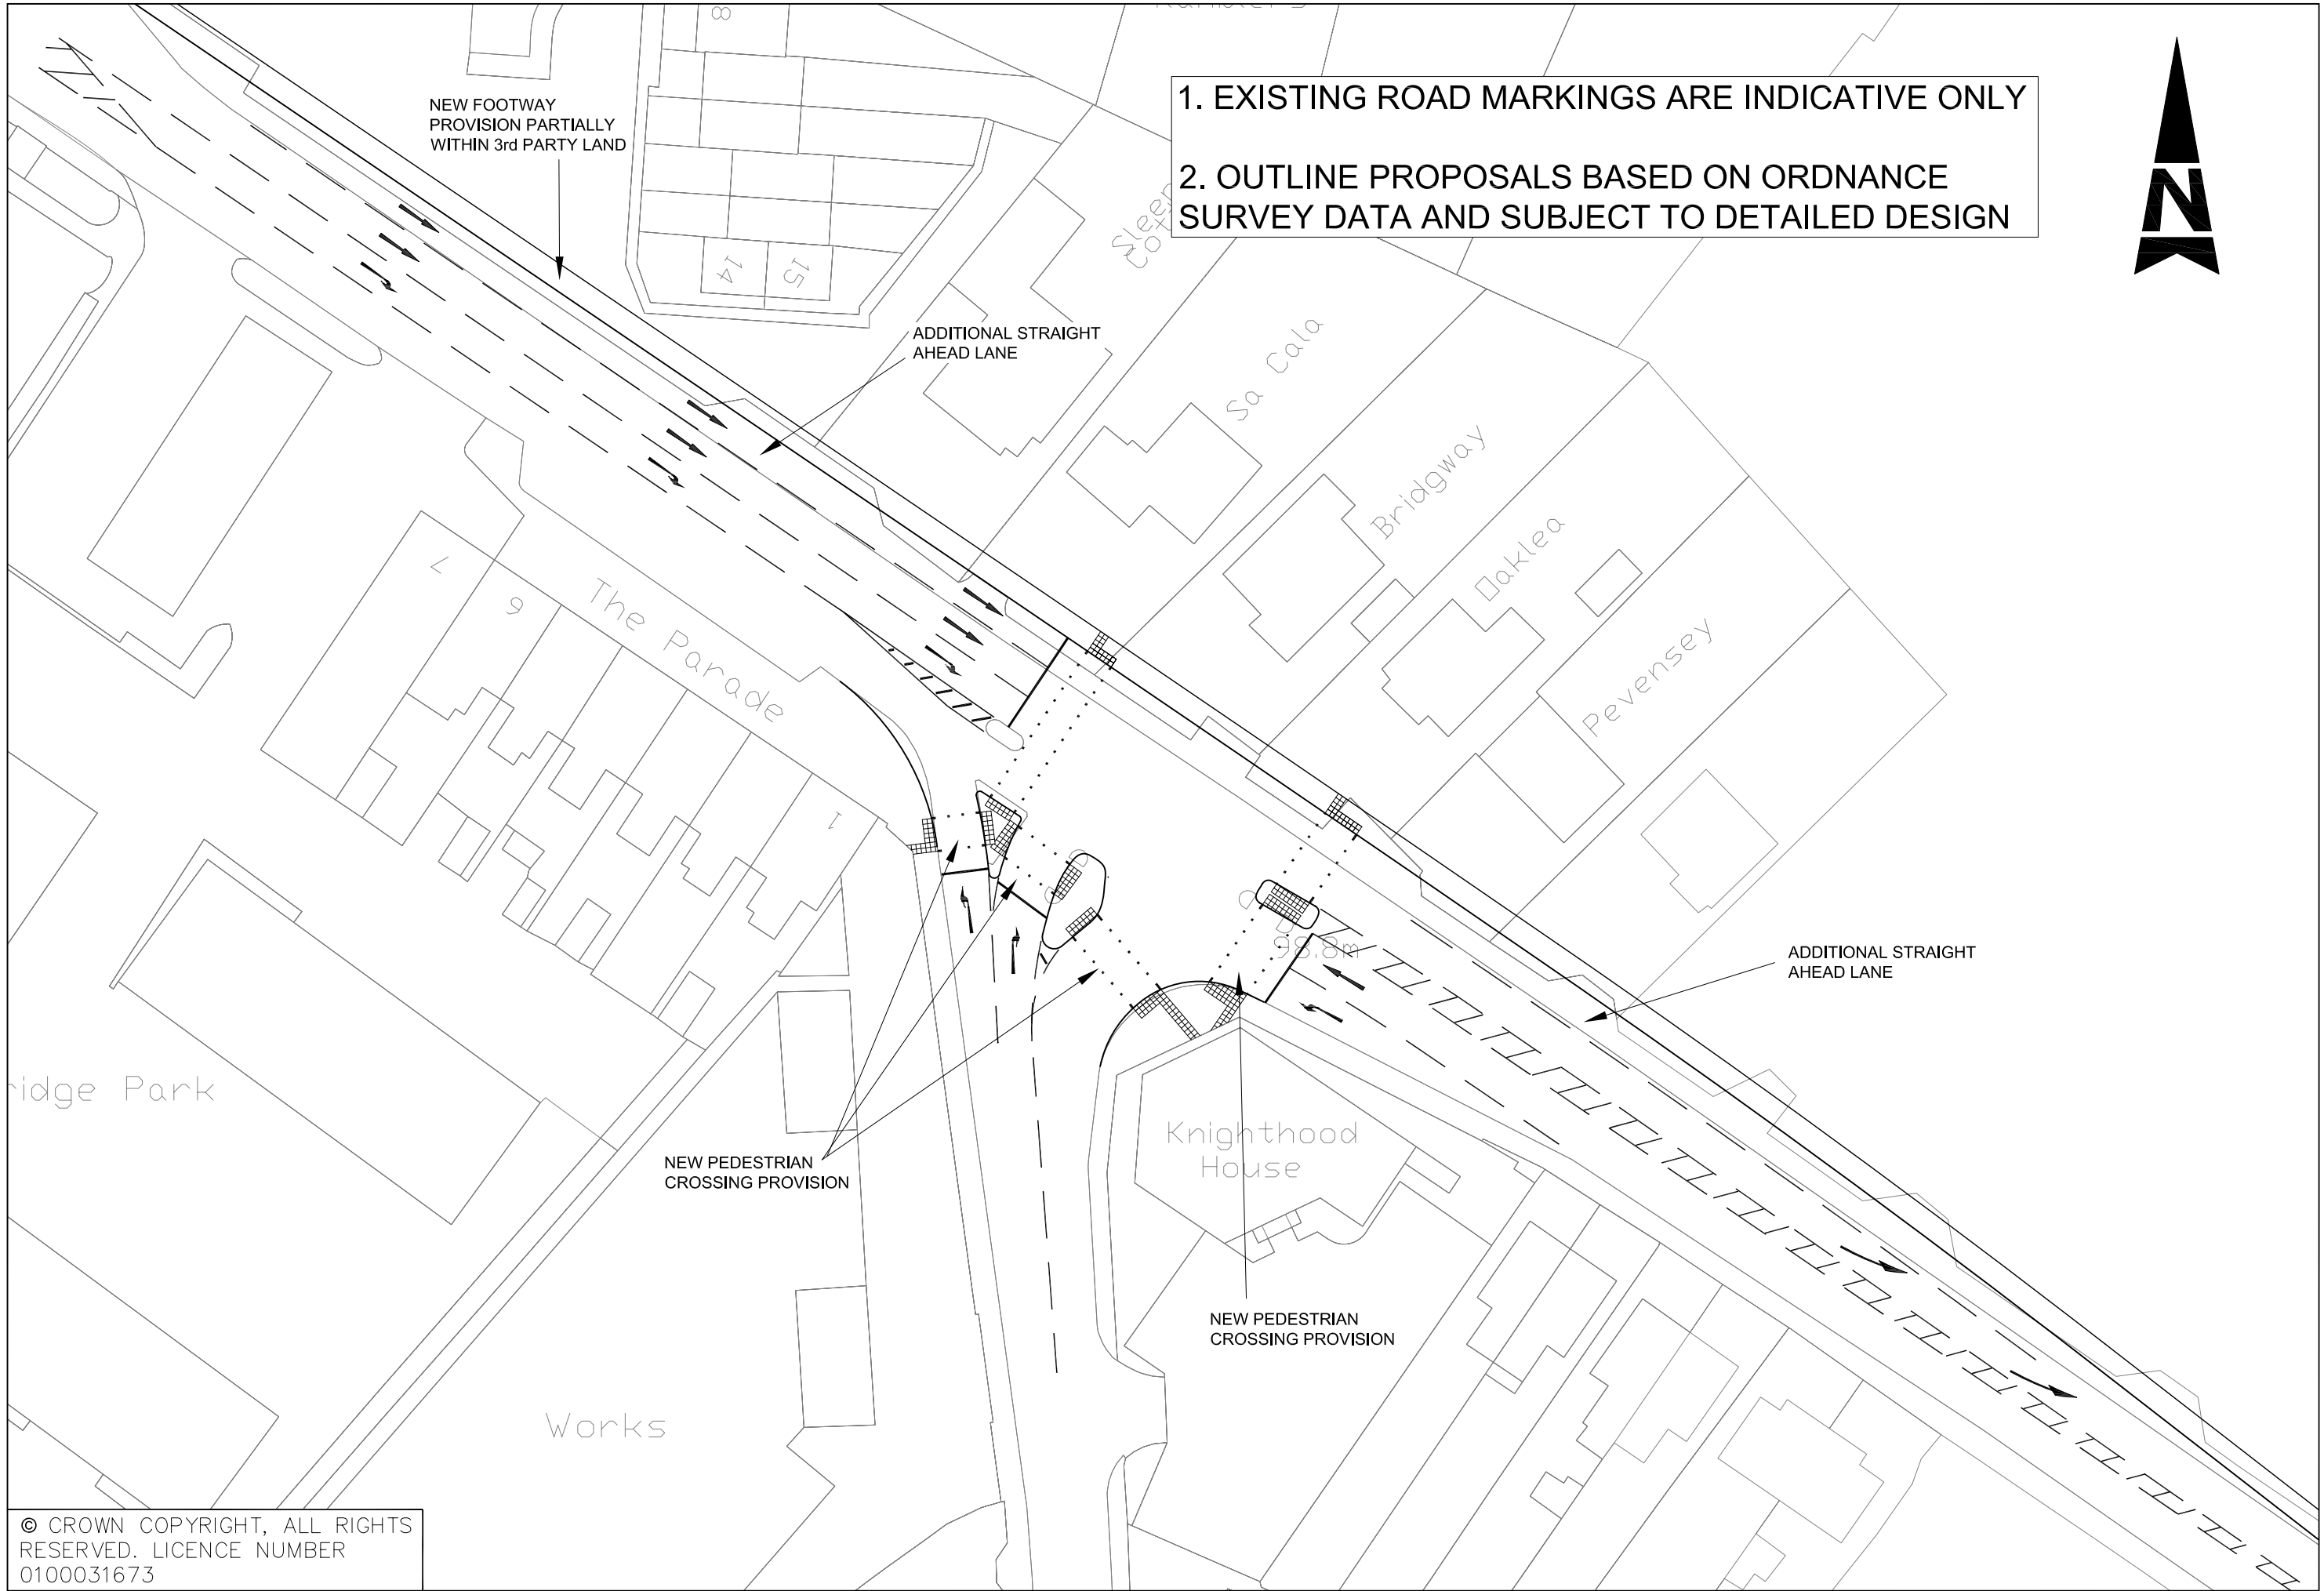 8
NEW FOOTWAY
PROVISION PARTIALLY
WITHIN 3rd PARTY LAND
1. EXISTING ROAD MARKINGS ARE INDICATIVE ONLY
2. OUTLINE PROPOSALS BASED ON ORDNANCE
SURVEY DATA AND SUBJECT TO DETAILED DESIGN
N
14
15
ADDITIONAL STRAIGHT
AHEAD LANE
Sa Cala
Bridgway
Oaklea
Pevensey
7
6
The Parade
1
98.8m
ADDITIONAL STRAIGHT
AHEAD LANE
ridge Park
Knighthood
House
NEW PEDESTRIAN
CROSSING PROVISION
NEW PEDESTRIAN
CROSSING PROVISION
Works
© CROWN COPYRIGHT, ALL RIGHTS
RESERVED. LICENCE NUMBER
0100031673